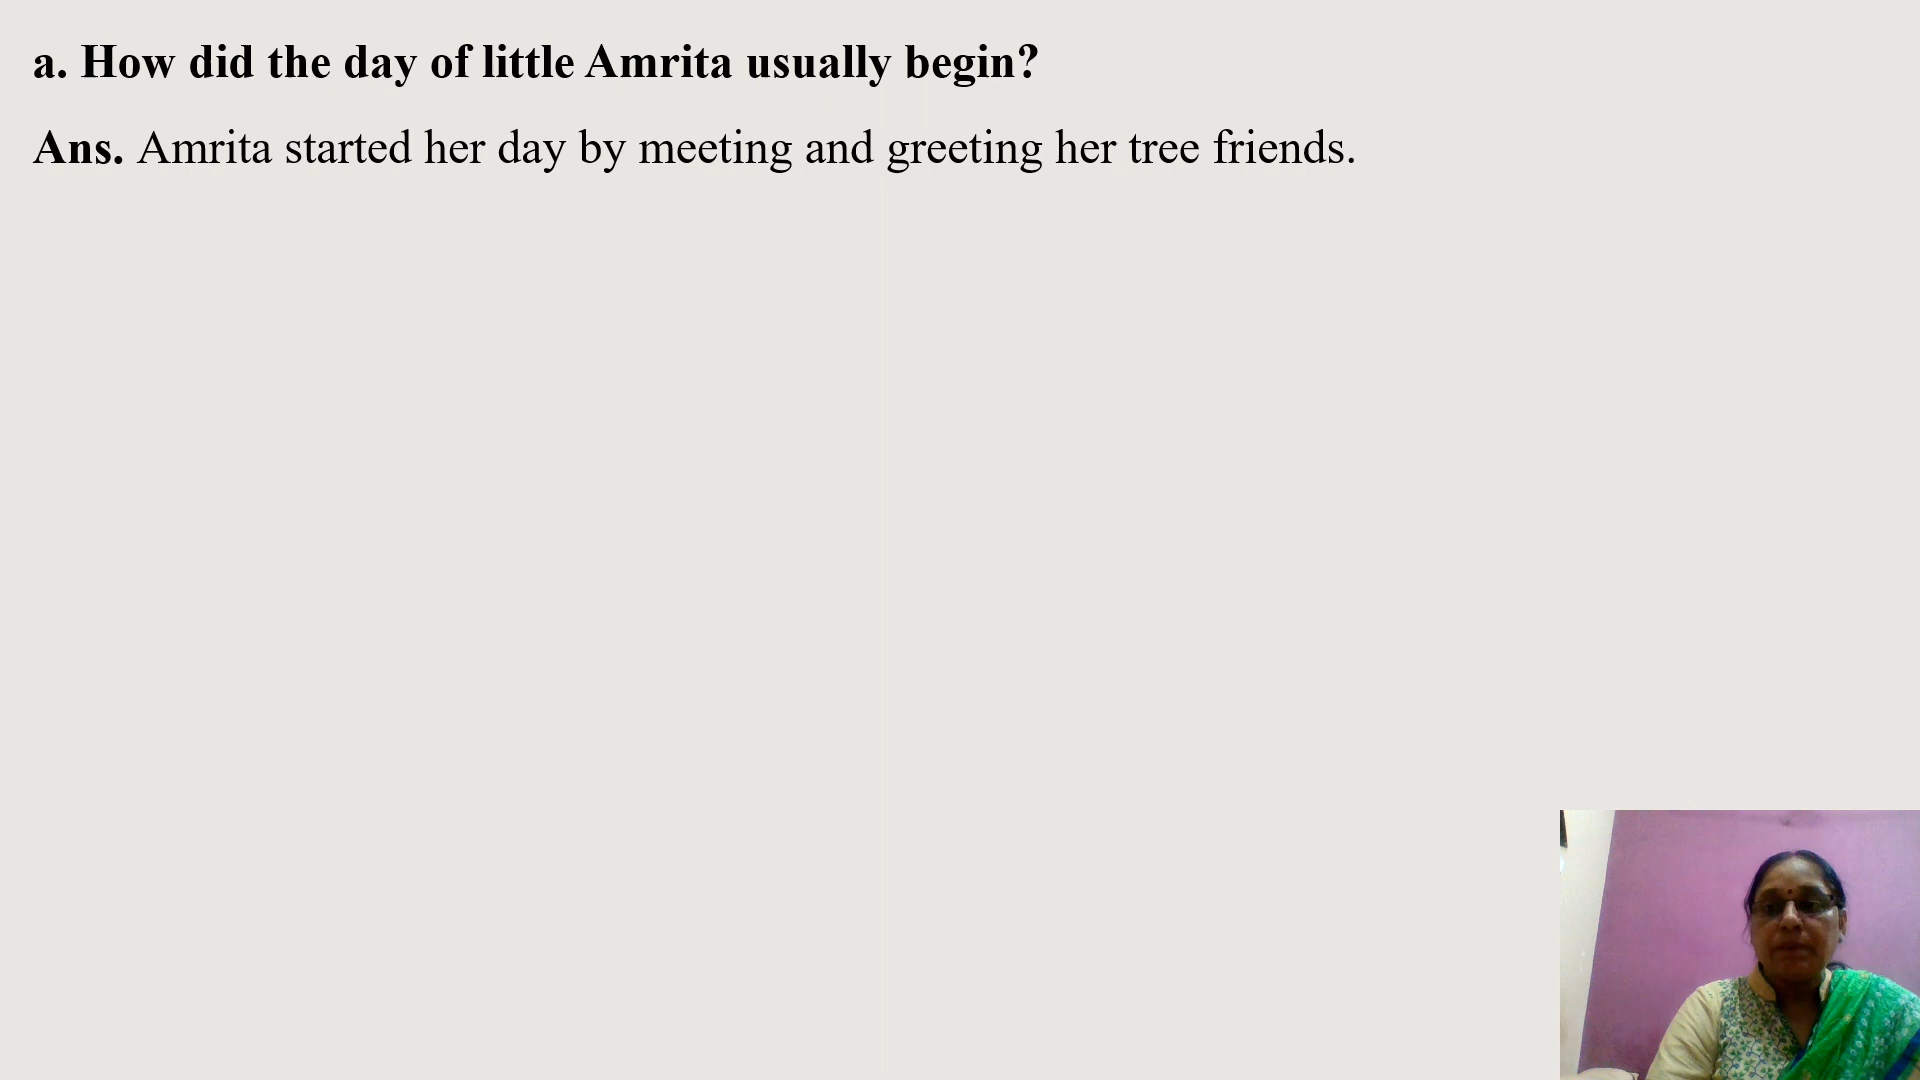 a. How did the day of little Amrita usually begin?
Ans. Amrita started her day by meeting and greeting her tree friends.